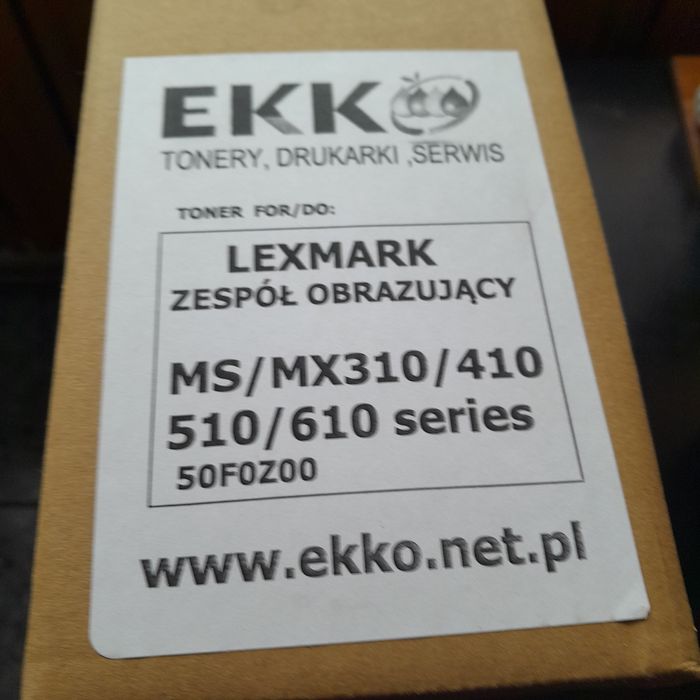 EKKO
TONERY, DRUKARKI ,SERWIS
TONER FOR/DO:
LEXMARK
ZESPÓŁ OBRAZUJĄCY
MS/MX310/410
510/610 series
50F0Z00
www.ekko.net.pl